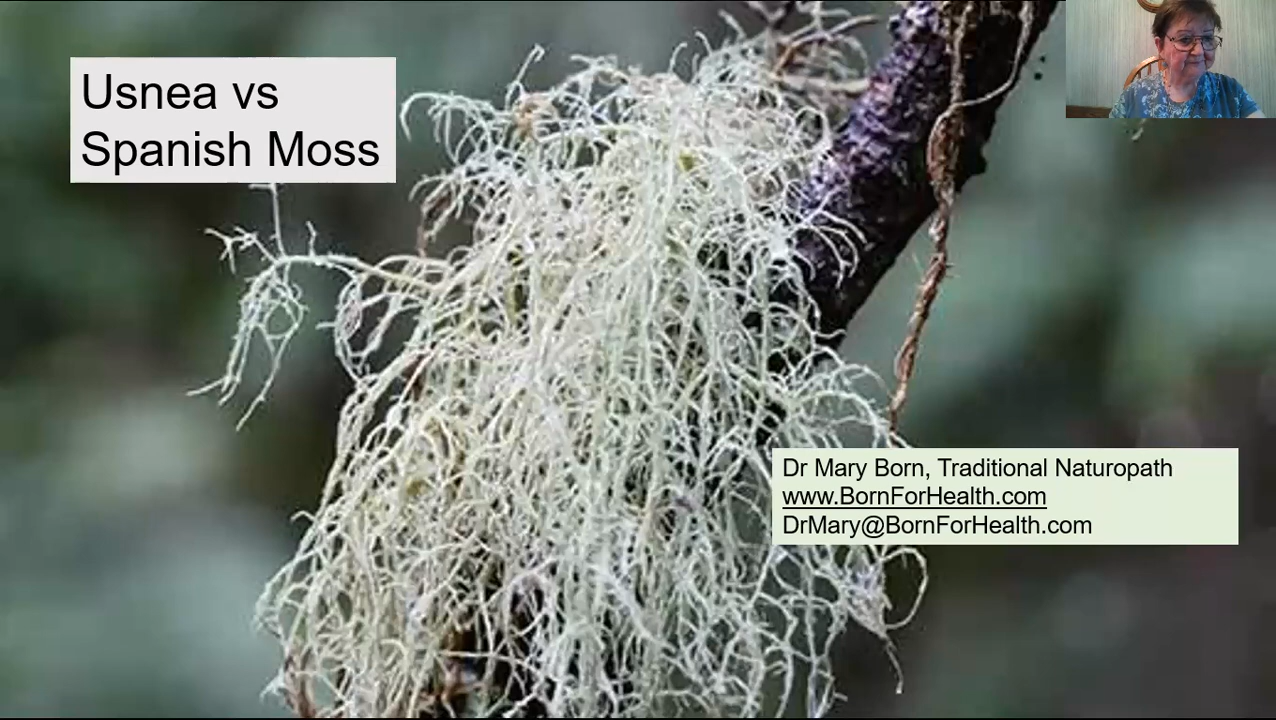 Usnea vs
Spanish Moss
Dr Mary Born, Traditional Naturopath
www.BornForHealth.com
DrMary@BornForHealth.com